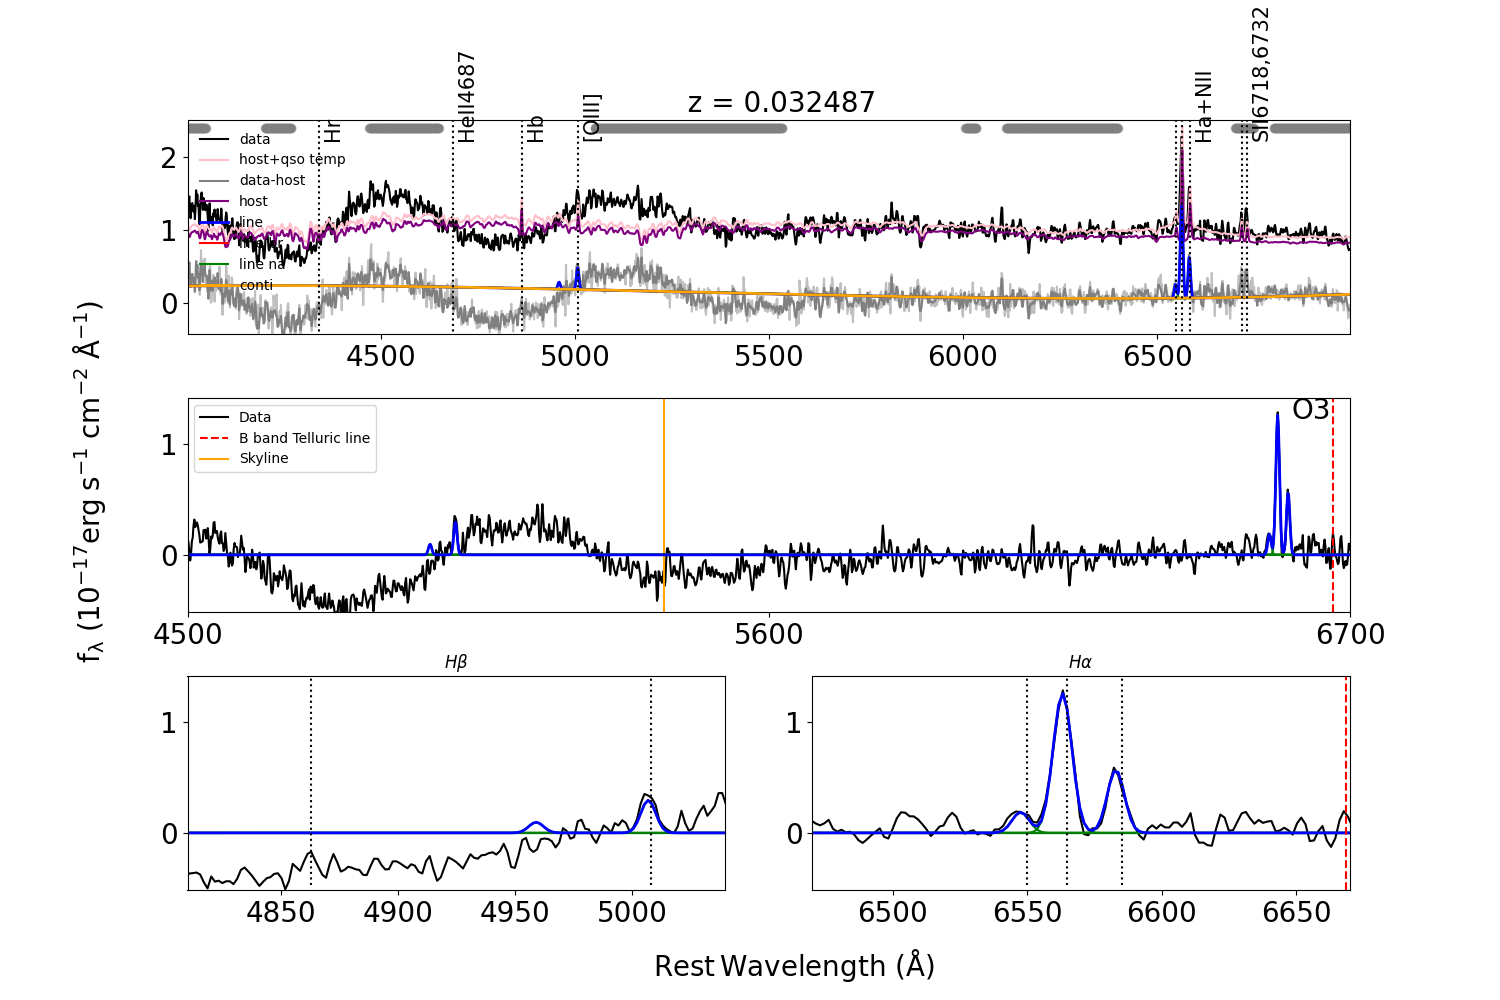 z = 0.032487
Hr
HeII4687
Hb
[OIII]
Ha+NII
SII6718,6732
data
host+qso temp
data-host
host
line
line na
conti
2
1
0
4500 5000 5500 6000 6500
Data
B band Telluric line
Skyline
O3
1
0
4500 5600 6700
fλ (10⁻¹⁷erg s⁻¹ cm⁻² Å⁻¹)
Hβ
1
0
4850 4900 4950 5000
Hα
1
0
6500 6550 6600 6650
Rest Wavelength (Å)